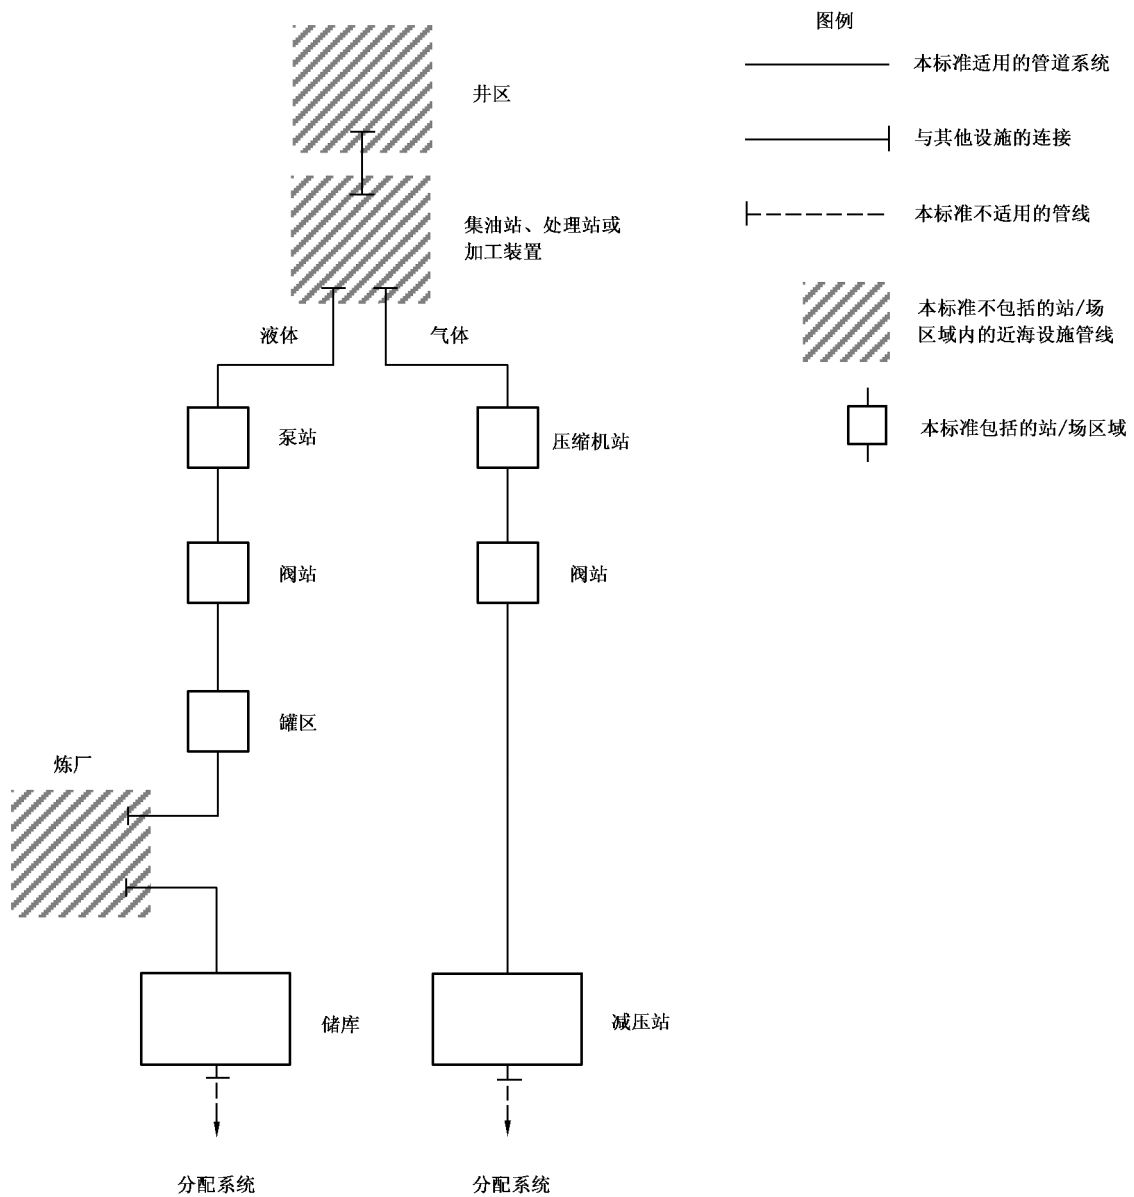 图例
本标准适用的管道系统
井区
与其他设施的连接
本标准不适用的管线
集油站、处理站或
加工装置
本标准不包括的站/场
区域内的近海设施管线
液体
气体
本标准包括的站/场区域
泵站
压缩机站
阀站
阀站
罐区
炼厂
储库
减压站
分配系统
分配系统